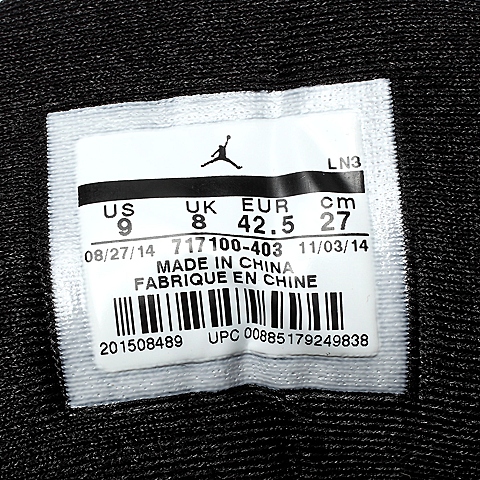 LN3
US UK EUR cm
9 8 42.5 27
08/27/14 717100-403 11/03/14
MADE IN CHINA
FABRIQUE EN CHINE
201508489 UPC 00885179249838